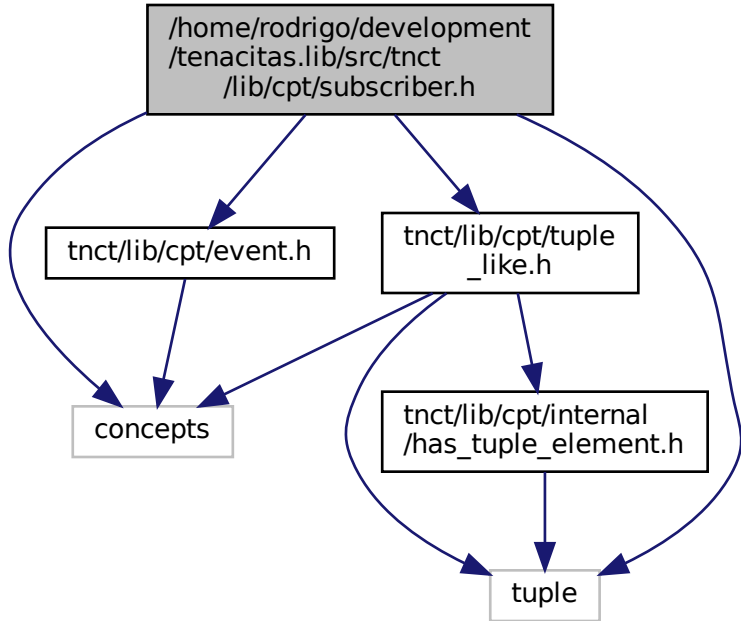 /home/rodrigo/development
/tenacitas.lib/src/tnct
/lib/cpt/subscriber.h
tnct/lib/cpt/event.h
tnct/lib/cpt/tuple
_like.h
concepts
tnct/lib/cpt/internal
/has_tuple_element.h
tuple